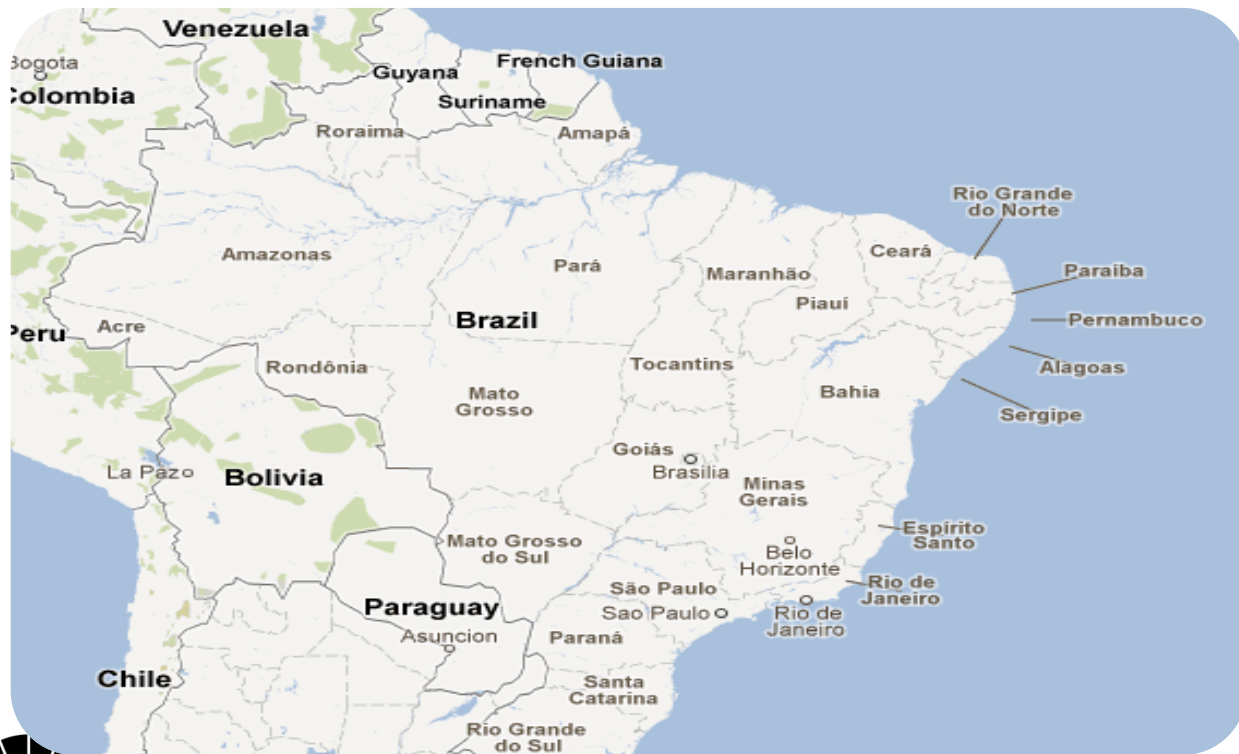 Venezuela
Bogota
Colombia
French Guiana
Guyana
Suriname
Roraima
Amapá
Rio Grande
do Norte
Ceará
Amazonas
Pará
Maranhão
Paraíba
Piauí
Brazil
Pernambuco
Peru
Acre
Rondônia
Tocantins
Alagoas
Mato
Grosso
Bahia
Sergipe
Goiás
Brasilia
La Paz
Bolivia
Minas
Gerais
Espírito
Santo
Mato Grosso
do Sul
Belo
Horizonte
São Paulo
Rio de
Janeiro
Paraguay
Sao Paulo
Rio de
Janeiro
Asuncion
Paraná
Chile
Santa
Catarina
Rio Grande
do Sul